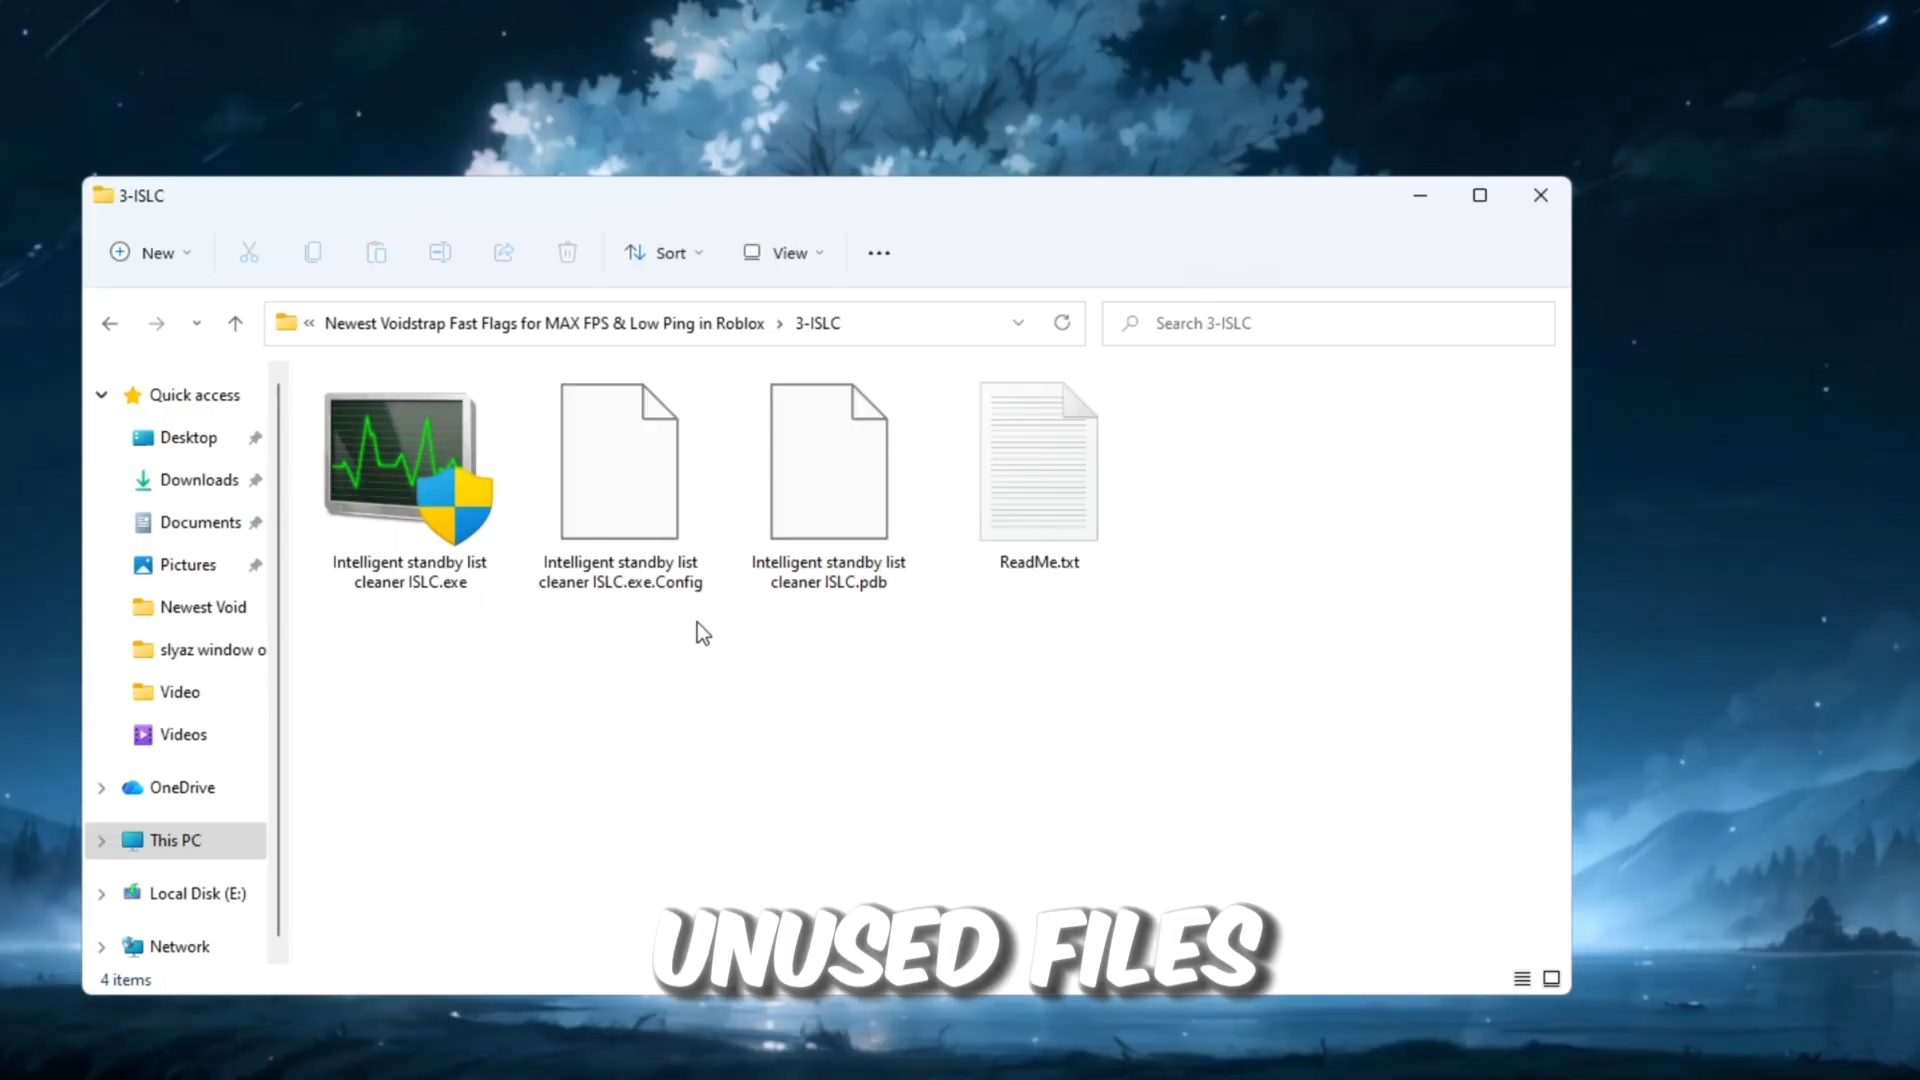 3-ISLC
New
Sort
View
« Newest Voidstrap Fast Flags for MAX FPS & Low Ping in Roblox > 3-ISLC
Search 3-ISLC
Quick access
Desktop
Downloads
Documents
Pictures
Newest Void
slyaz window o
Video
Videos
OneDrive
This PC
Local Disk (E:)
Network
Intelligent standby list
cleaner ISLC.exe
Intelligent standby list
cleaner ISLC.exe.Config
Intelligent standby list
cleaner ISLC.pdb
ReadMe.txt
UNUSED FILES
4 items